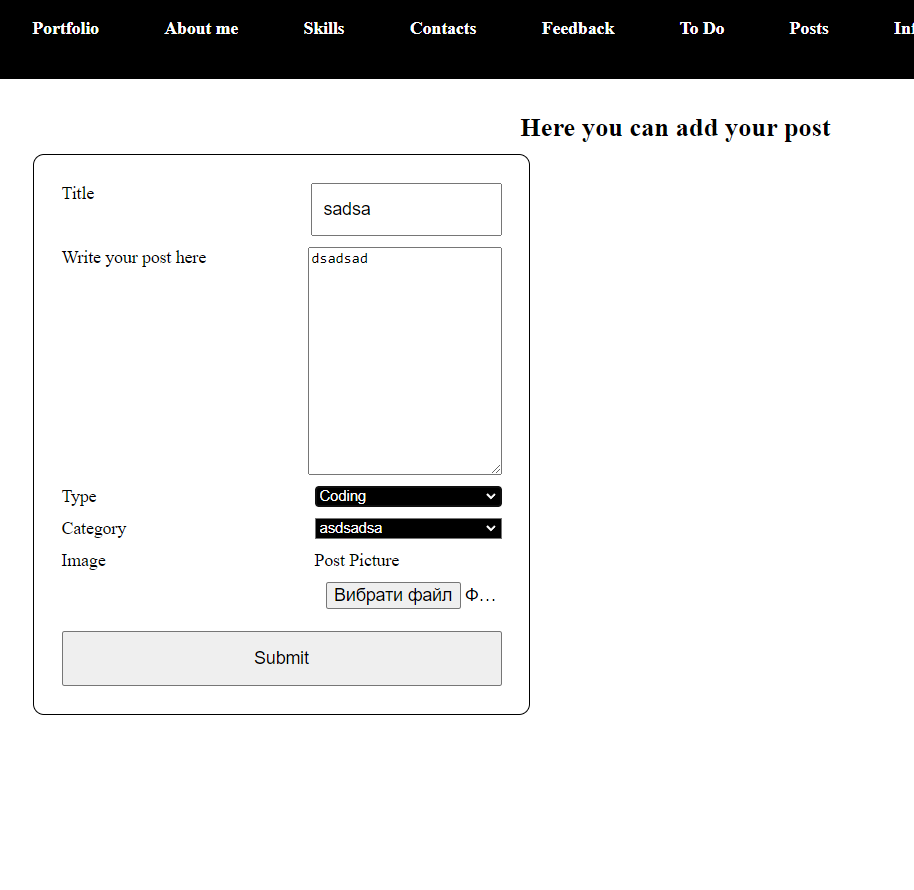 Portfolio About me Skills Contacts Feedback To Do Posts Inf
Here you can add your post
Title sadsa
Write your post here dsadsad
Type Coding
Category asdsadsa
Image Post Picture
Вибрати файл Ф…
Submit